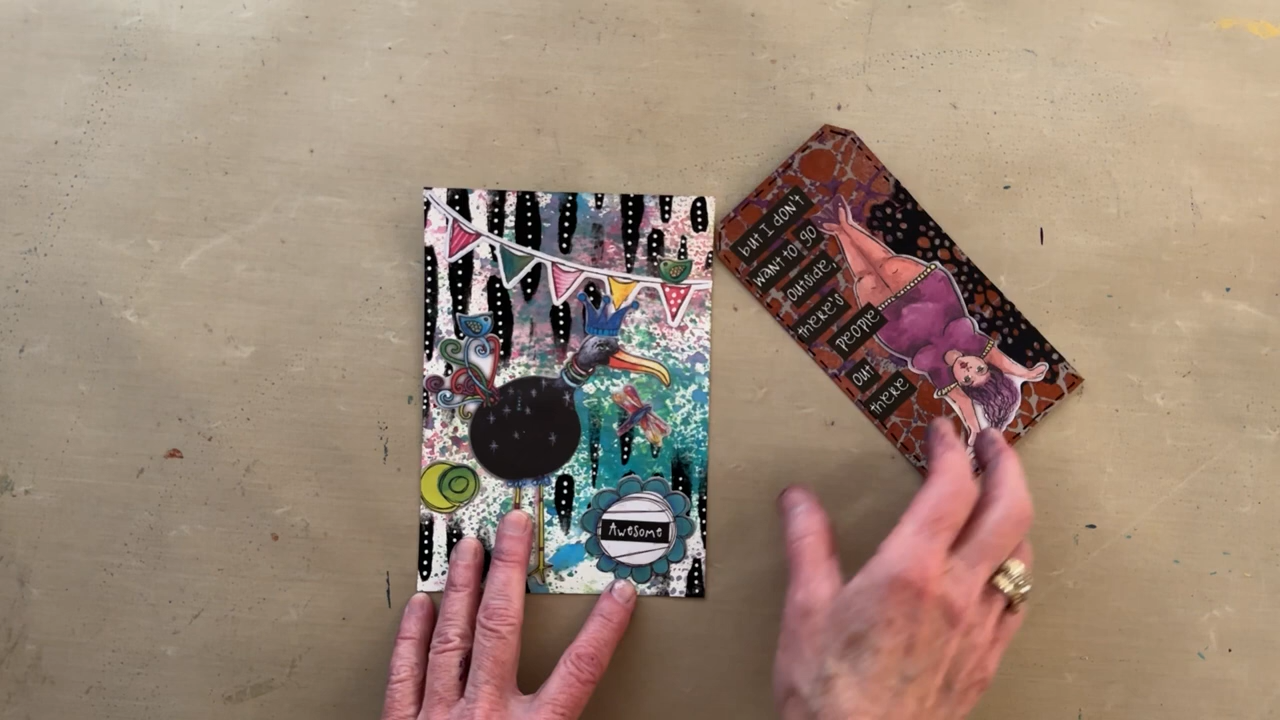 Awesome
but I don't
want to go
outside,
there's
people
out
there